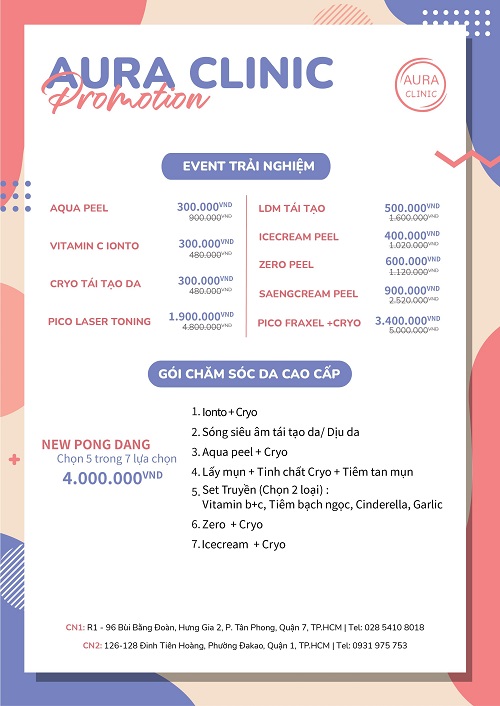 AURA CLINIC
Promotion
AURA
CLINIC
EVENT TRẢI NGHIỆM
AQUA PEEL 300.000VND
900.000VND
VITAMIN C IONTO 300.000VND
480.000VND
CRYO TÁI TẠO DA 300.000VND
480.000VND
PICO LASER TONING 1.900.000VND
4.800.000VND
LDM TÁI TẠO 500.000VND
1.600.000VND
ICECREAM PEEL 400.000VND
1.020.000VND
ZERO PEEL 600.000VND
1.120.000VND
SAENGCREAM PEEL 900.000VND
2.520.000VND
PICO FRAXEL +CRYO 3.400.000VND
5.000.000VND
GÓI CHĂM SÓC DA CAO CẤP
NEW PONG DANG
Chọn 5 trong 7 lựa chọn
4.000.000VND
1. Ionto + Cryo
2. Sóng siêu âm tái tạo da/ Dịu da
3. Aqua peel + Cryo
4. Lấy mụn + Tinh chất Cryo + Tiêm tan mụn
5. Set Truyền (Chọn 2 loại) :
Vitamin b+c, Tiêm bạch ngọc, Cinderella, Garlic
6. Zero + Cryo
7. Icecream + Cryo
CN1: R1 - 96 Bùi Bằng Đoàn, Hưng Gia 2, P. Tân Phong, Quận 7, TP.HCM | Tel: 028 5410 8018
CN2: 126-128 Đinh Tiên Hoàng, Phường Đakao, Quận 1, TP.HCM | Tel: 0931 975 753